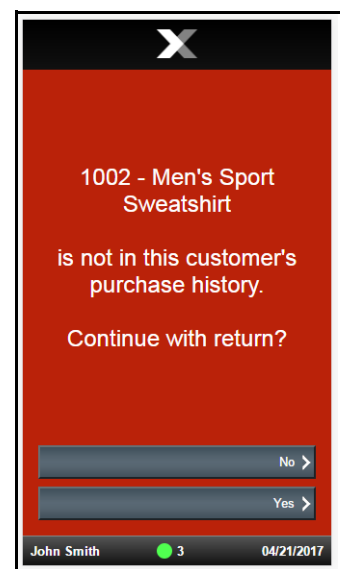 1002 - Men's Sport
Sweatshirt
is not in this customer's
purchase history.
Continue with return?
No
Yes
John Smith 3 04/21/2017